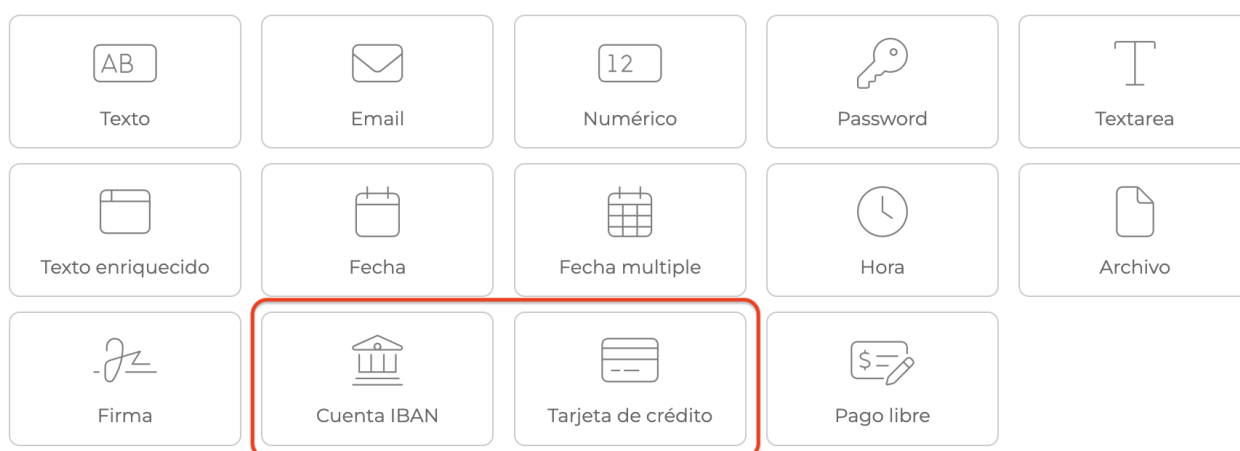 AB
12
Texto
Email
Numérico
Password
Textarea
Texto enriquecido
Fecha
Fecha multiple
Hora
Archivo
$
Firma
Cuenta IBAN
Tarjeta de crédito
Pago libre